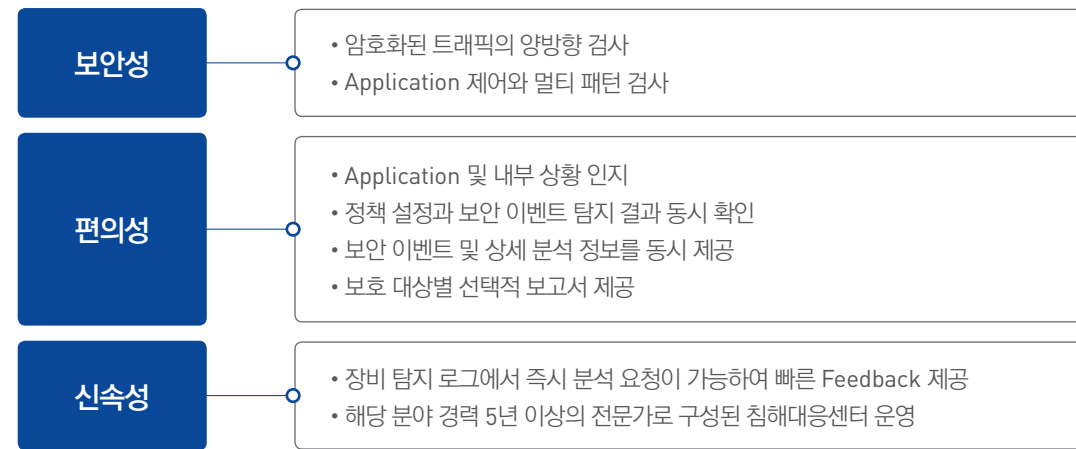 보안성
• 암호화된 트래픽의 양방향 검사
• Application 제어와 멀티 패턴 검사
편의성
• Application 및 내부 상황 인지
• 정책 설정과 보안 이벤트 탐지 결과 동시 확인
• 보안 이벤트 및 상세 분석 정보를 동시 제공
• 보호 대상별 선택적 보고서 제공
신속성
• 장비 탐지 로그에서 즉시 분석 요청이 가능하여 빠른 Feedback 제공
• 해당 분야 경력 5년 이상의 전문가로 구성된 침해대응센터 운영